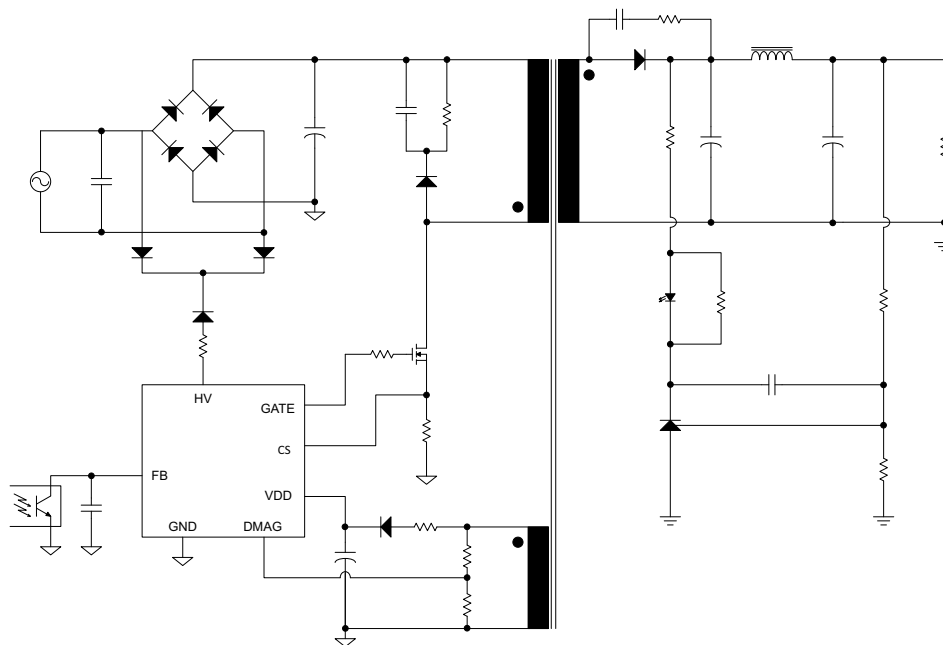 HV
GATE
CS
FB
VDD
GND
DMAG